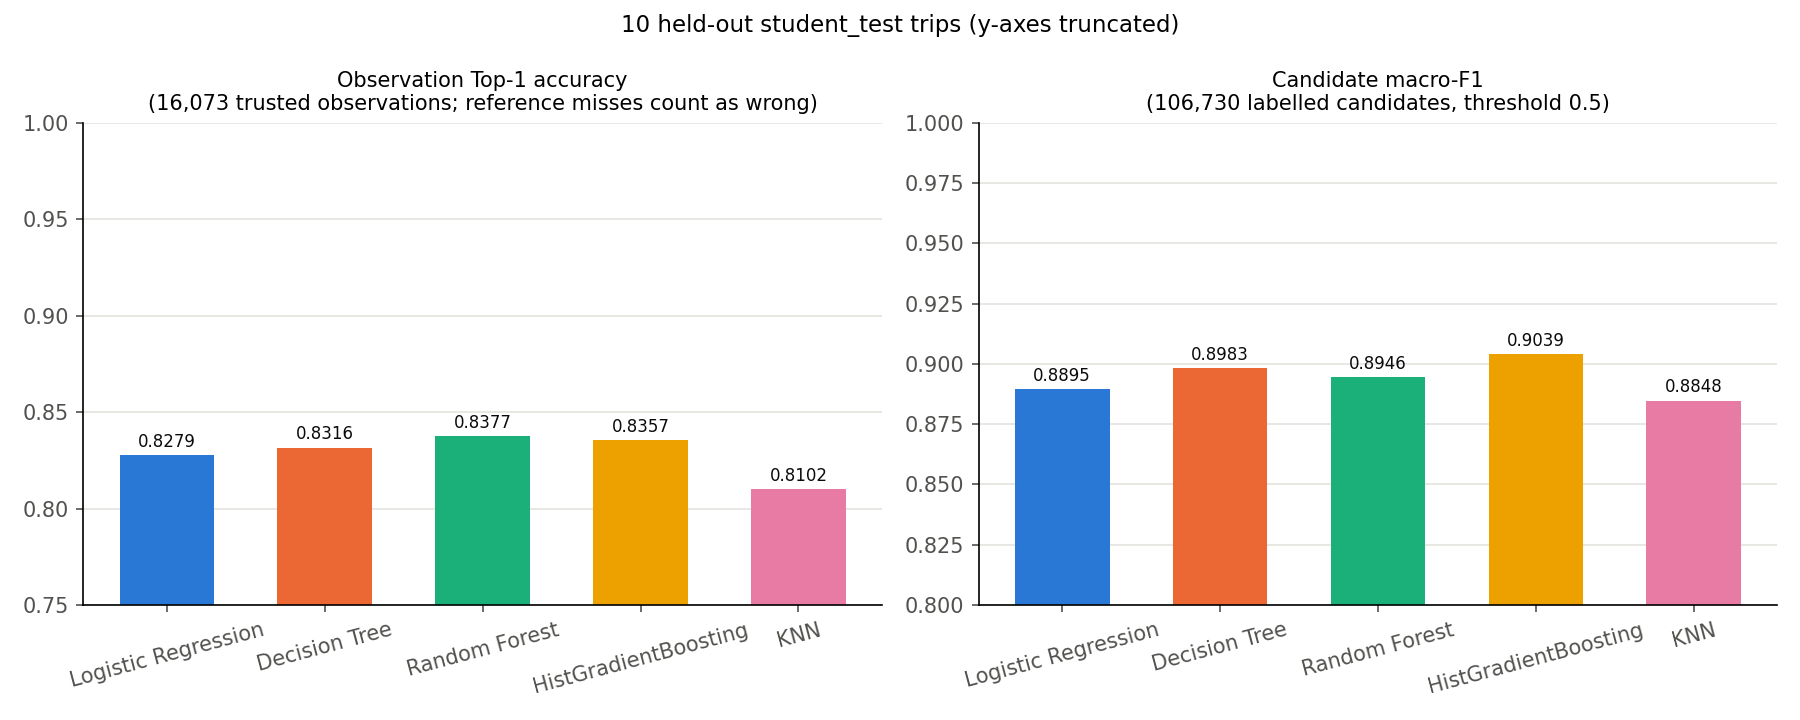 10 held-out student_test trips (y-axes truncated)
Observation Top-1 accuracy
(16,073 trusted observations; reference misses count as wrong)
1.00
0.95
0.90
0.85
0.80
0.75
0.8279
0.8316
0.8377
0.8357
0.8102
Logistic Regression
Decision Tree
Random Forest
HistGradientBoosting
KNN
Candidate macro-F1
(106,730 labelled candidates, threshold 0.5)
1.000
0.975
0.950
0.925
0.900
0.875
0.850
0.825
0.800
0.8895
0.8983
0.8946
0.9039
0.8848
Logistic Regression
Decision Tree
Random Forest
HistGradientBoosting
KNN